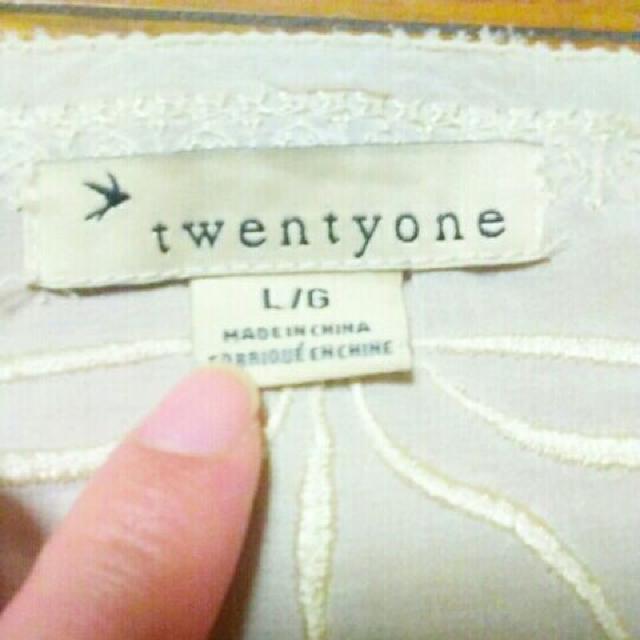 twentyone
L/G
MADE IN CHINA
FABRIQUÉ EN CHINE